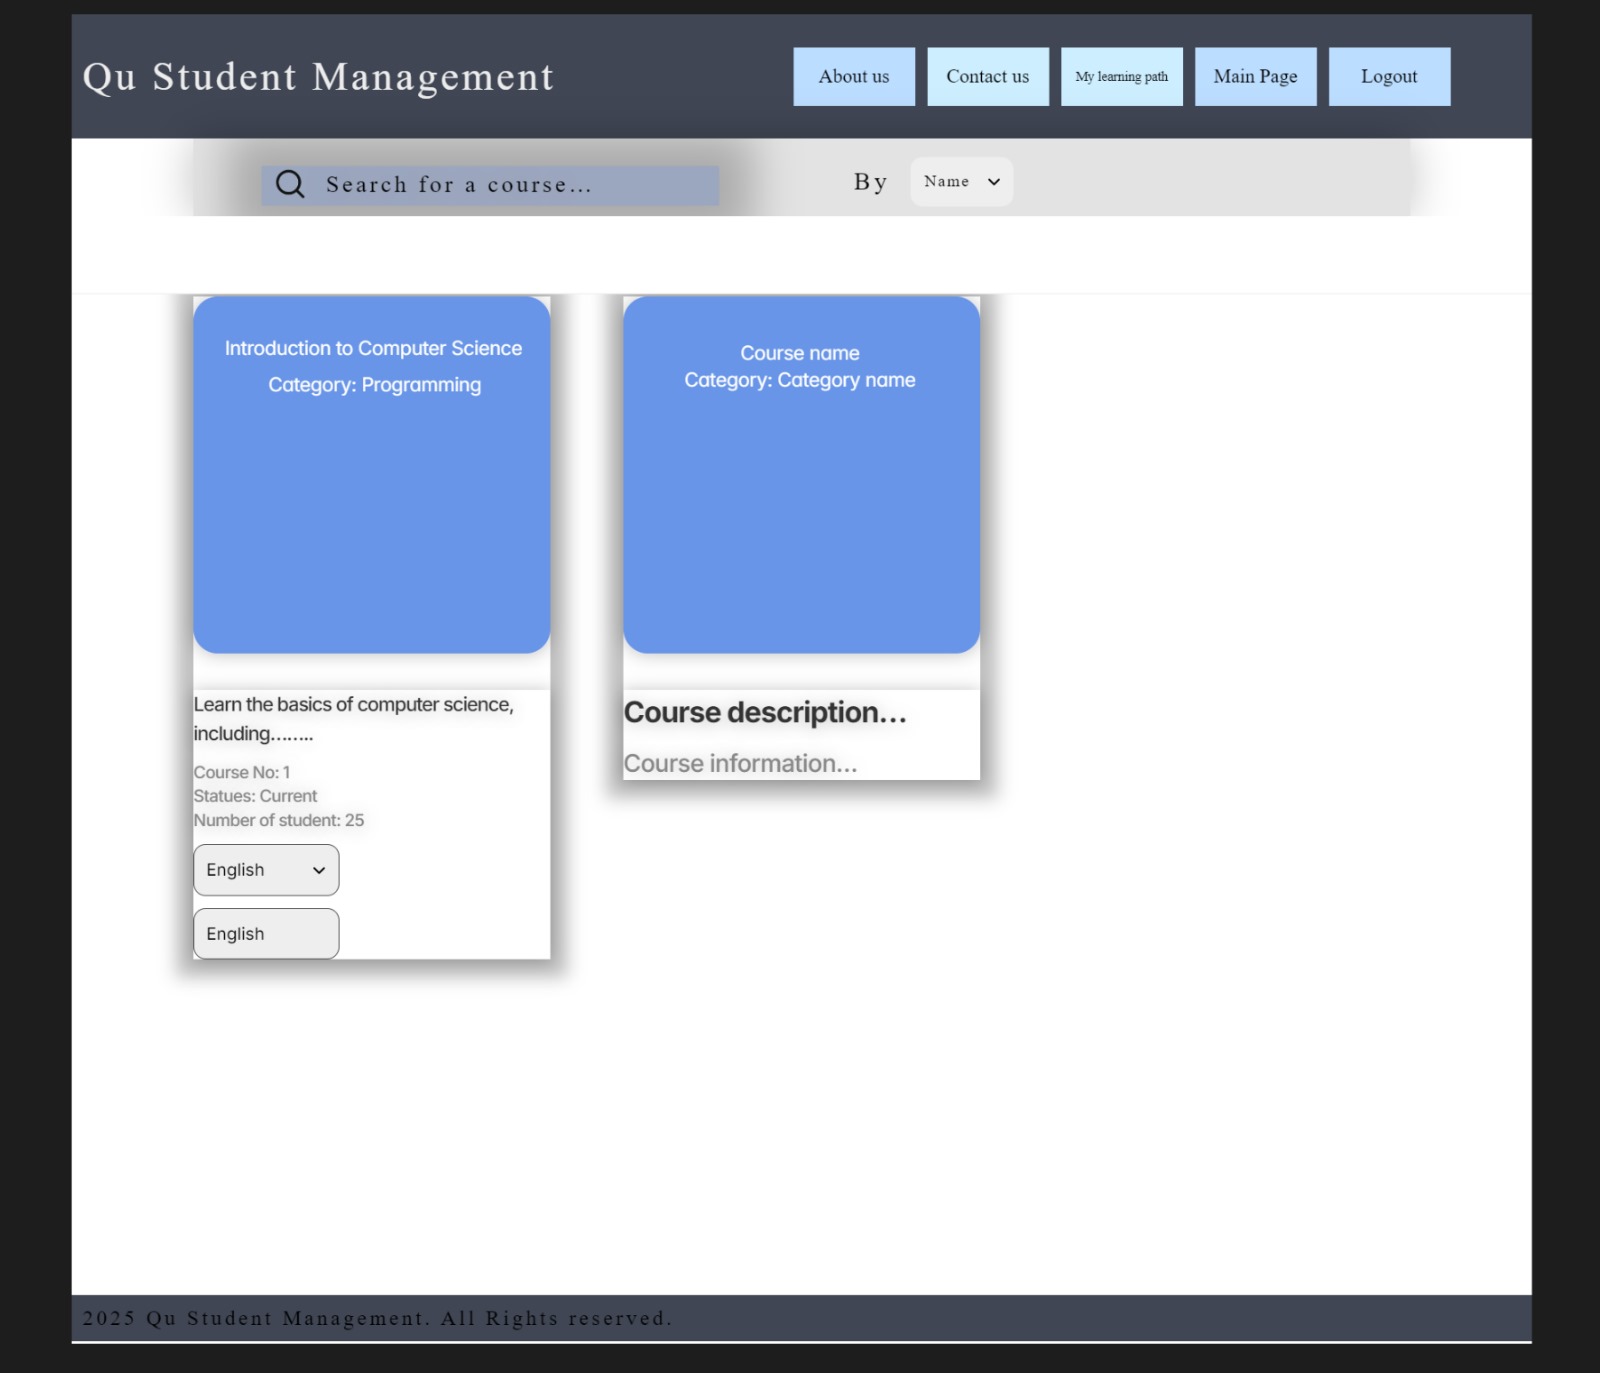 Qu Student Management
About us
Contact us
My learning path
Main Page
Logout
Search for a course...
By
Name
Introduction to Computer Science
Category: Programming
Learn the basics of computer science,
including........
Course No: 1
Statues: Current
Number of student: 25
English
English
Course name
Category: Category name
Course description...
Course information...
2025 Qu Student Management. All Rights reserved.